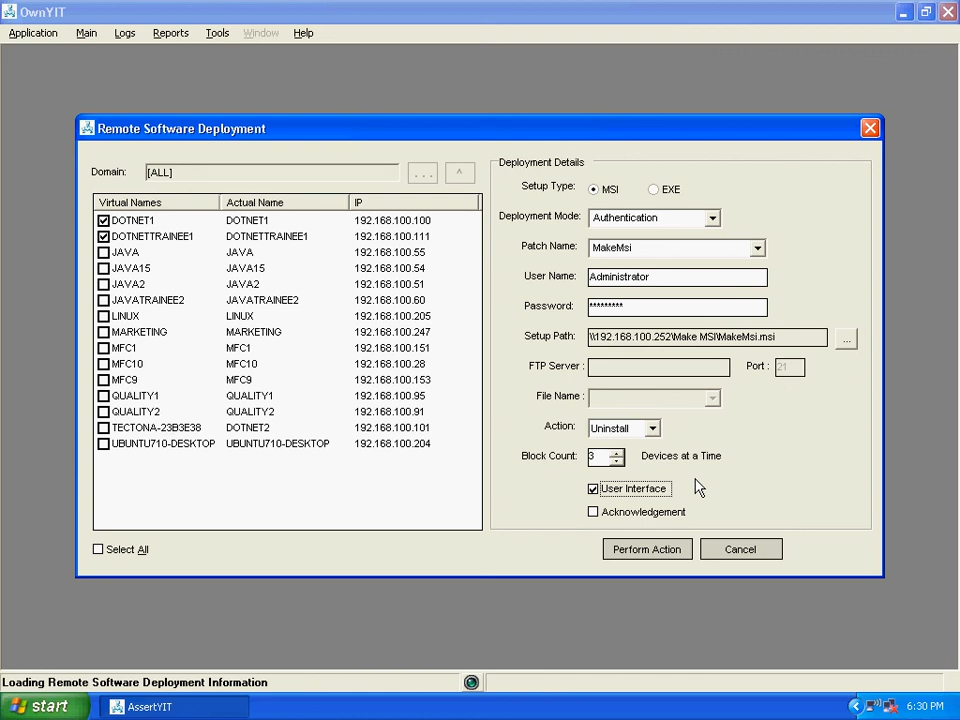 OwnYIT
Application Main Logs Reports Tools Window Help
Remote Software Deployment
Domain: [ALL] ... ^
Virtual Names Actual Name IP
DOTNET1 DOTNET1 192.168.100.100
DOTNETTRAINEE1 DOTNETTRAINEE1 192.168.100.111
JAVA JAVA 192.168.100.55
JAVA15 JAVA15 192.168.100.54
JAVA2 JAVA2 192.168.100.51
JAVATRAINEE2 JAVATRAINEE2 192.168.100.60
LINUX LINUX 192.168.100.205
MARKETING MARKETING 192.168.100.247
MFC1 MFC1 192.168.100.151
MFC10 MFC10 192.168.100.28
MFC9 MFC9 192.168.100.153
QUALITY1 QUALITY1 192.168.100.95
QUALITY2 QUALITY2 192.168.100.91
TECTONA-23B3E38 DOTNET2 192.168.100.101
UBUNTU710-DESKTOP UBUNTU710-DESKTOP 192.168.100.204
Select All
Deployment Details
Setup Type: MSI EXE
Deployment Mode: Authentication
Patch Name: MakeMsi
User Name: Administrator
Password: *********
Setup Path: \\192.168.100.252\Make MSI\MakeMsi.msi ...
FTP Server : Port : 21
File Name :
Action: Uninstall
Block Count: 3 Devices at a Time
User Interface
Acknowledgement
Perform Action Cancel
Loading Remote Software Deployment Information
start AssertYIT 6:30 PM